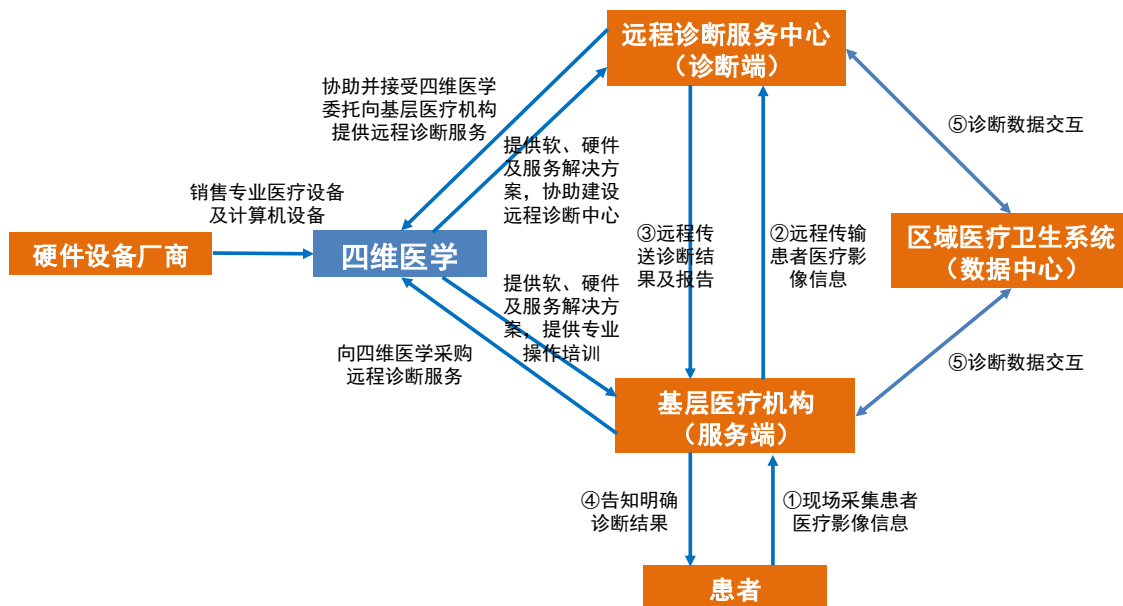 远程诊断服务中心
（诊断端）
协助并接受四维医学
委托向基层医疗机构
提供远程诊断服务
提供软、硬件
及服务解决方
案，协助建设
远程诊断中心
⑤诊断数据交互
销售专业医疗设备
及计算机设备
硬件设备厂商
四维医学
③远程传
送诊断结
果及报告
②远程传输
患者医疗影
像信息
区域医疗卫生系统
（数据中心）
提供软、硬件
及服务解决方
案，提供专业
操作培训
向四维医学采购
远程诊断服务
⑤诊断数据交互
基层医疗机构
（服务端）
④告知明确
诊断结果
①现场采集患者
医疗影像信息
患者